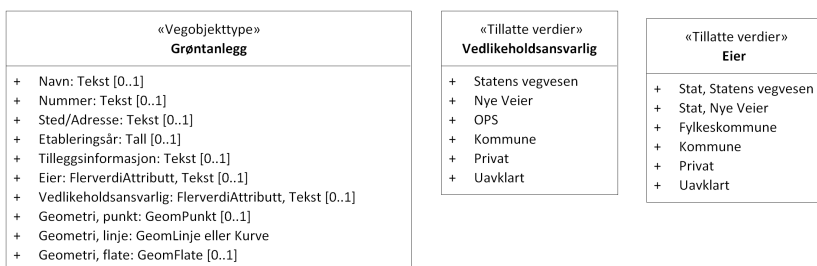 «Vegobjekttype»
Grøntanlegg
+ Navn: Tekst [0..1]
+ Nummer: Tekst [0..1]
+ Sted/Adresse: Tekst [0..1]
+ Etableringsår: Tall [0..1]
+ Tilleggsinformasjon: Tekst [0..1]
+ Eier: FlerverdiAttributt, Tekst [0..1]
+ Vedlikeholdsansvarlig: FlerverdiAttributt, Tekst [0..1]
+ Geometri, punkt: GeomPunkt [0..1]
+ Geometri, linje: GeomLinje eller Kurve
+ Geometri, flate: GeomFlate [0..1]
«Tillatte verdier»
Vedlikeholdsansvarlig
+ Statens vegvesen
+ Nye Veier
+ OPS
+ Kommune
+ Privat
+ Uavklart
«Tillatte verdier»
Eier
+ Stat, Statens vegvesen
+ Stat, Nye Veier
+ Fylkeskommune
+ Kommune
+ Privat
+ Uavklart